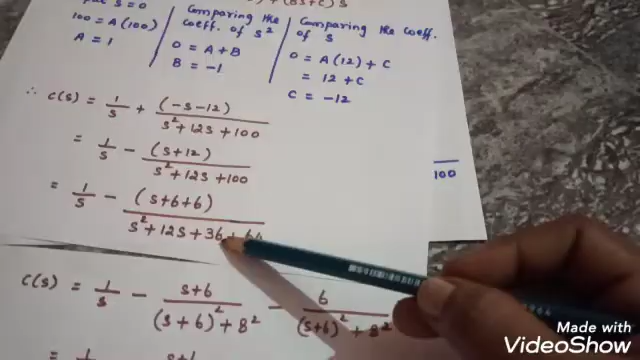 100 = A(100)
A = 1
Comparing the
coeff. of s²
0 = A + B
B = -1
Comparing the coeff.
of s
0 = A(12) + C
= 12 + C
C = -12
∴ C(s) = 1/s + (-s-12)/(s²+12s+100)
= 1/s - (s+12)/(s²+12s+100)
= 1/s - (s+6+6)/(s²+12s+36+64)
100
C(s) = 1/s - (s+6)/((s+6)²+8²) - 6/((s+6)²+8²)
Made with
VideoShow